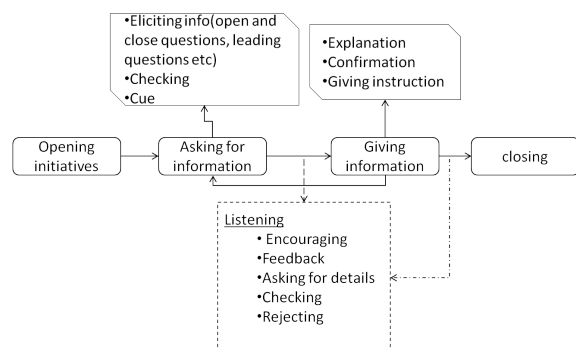 •Eliciting info(open and
close questions, leading
questions etc)
•Checking
•Cue
•Explanation
•Confirmation
•Giving instruction
Opening
initiatives
Asking for
information
Giving
information
closing
Listening
• Encouraging
•Feedback
•Asking for details
•Checking
•Rejecting